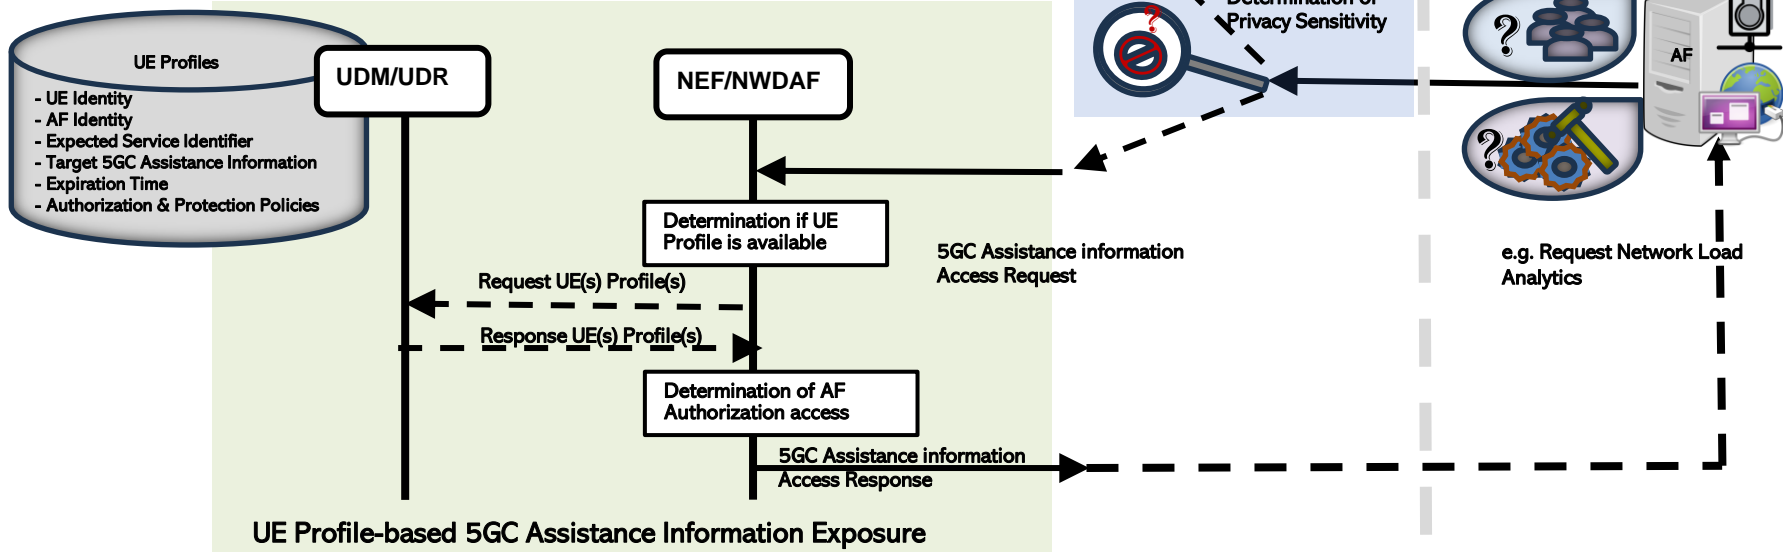 Determination of
Privacy Sensitivity
?
?
AF
UE Profiles
UDM/UDR
NEF/NWDAF
- UE Identity
- AF Identity
- Expected Service Identifier
- Target 5GC Assistance Information
- Expiration Time
- Authorization & Protection Policies
?
Determination if UE
Profile is available
5GC Assistance information
Access Request
e.g. Request Network Load
Analytics
Request UE(s) Profile(s)
Response UE(s) Profile(s)
Determination of AF
Authorization access
5GC Assistance information
Access Response
UE Profile-based 5GC Assistance Information Exposure